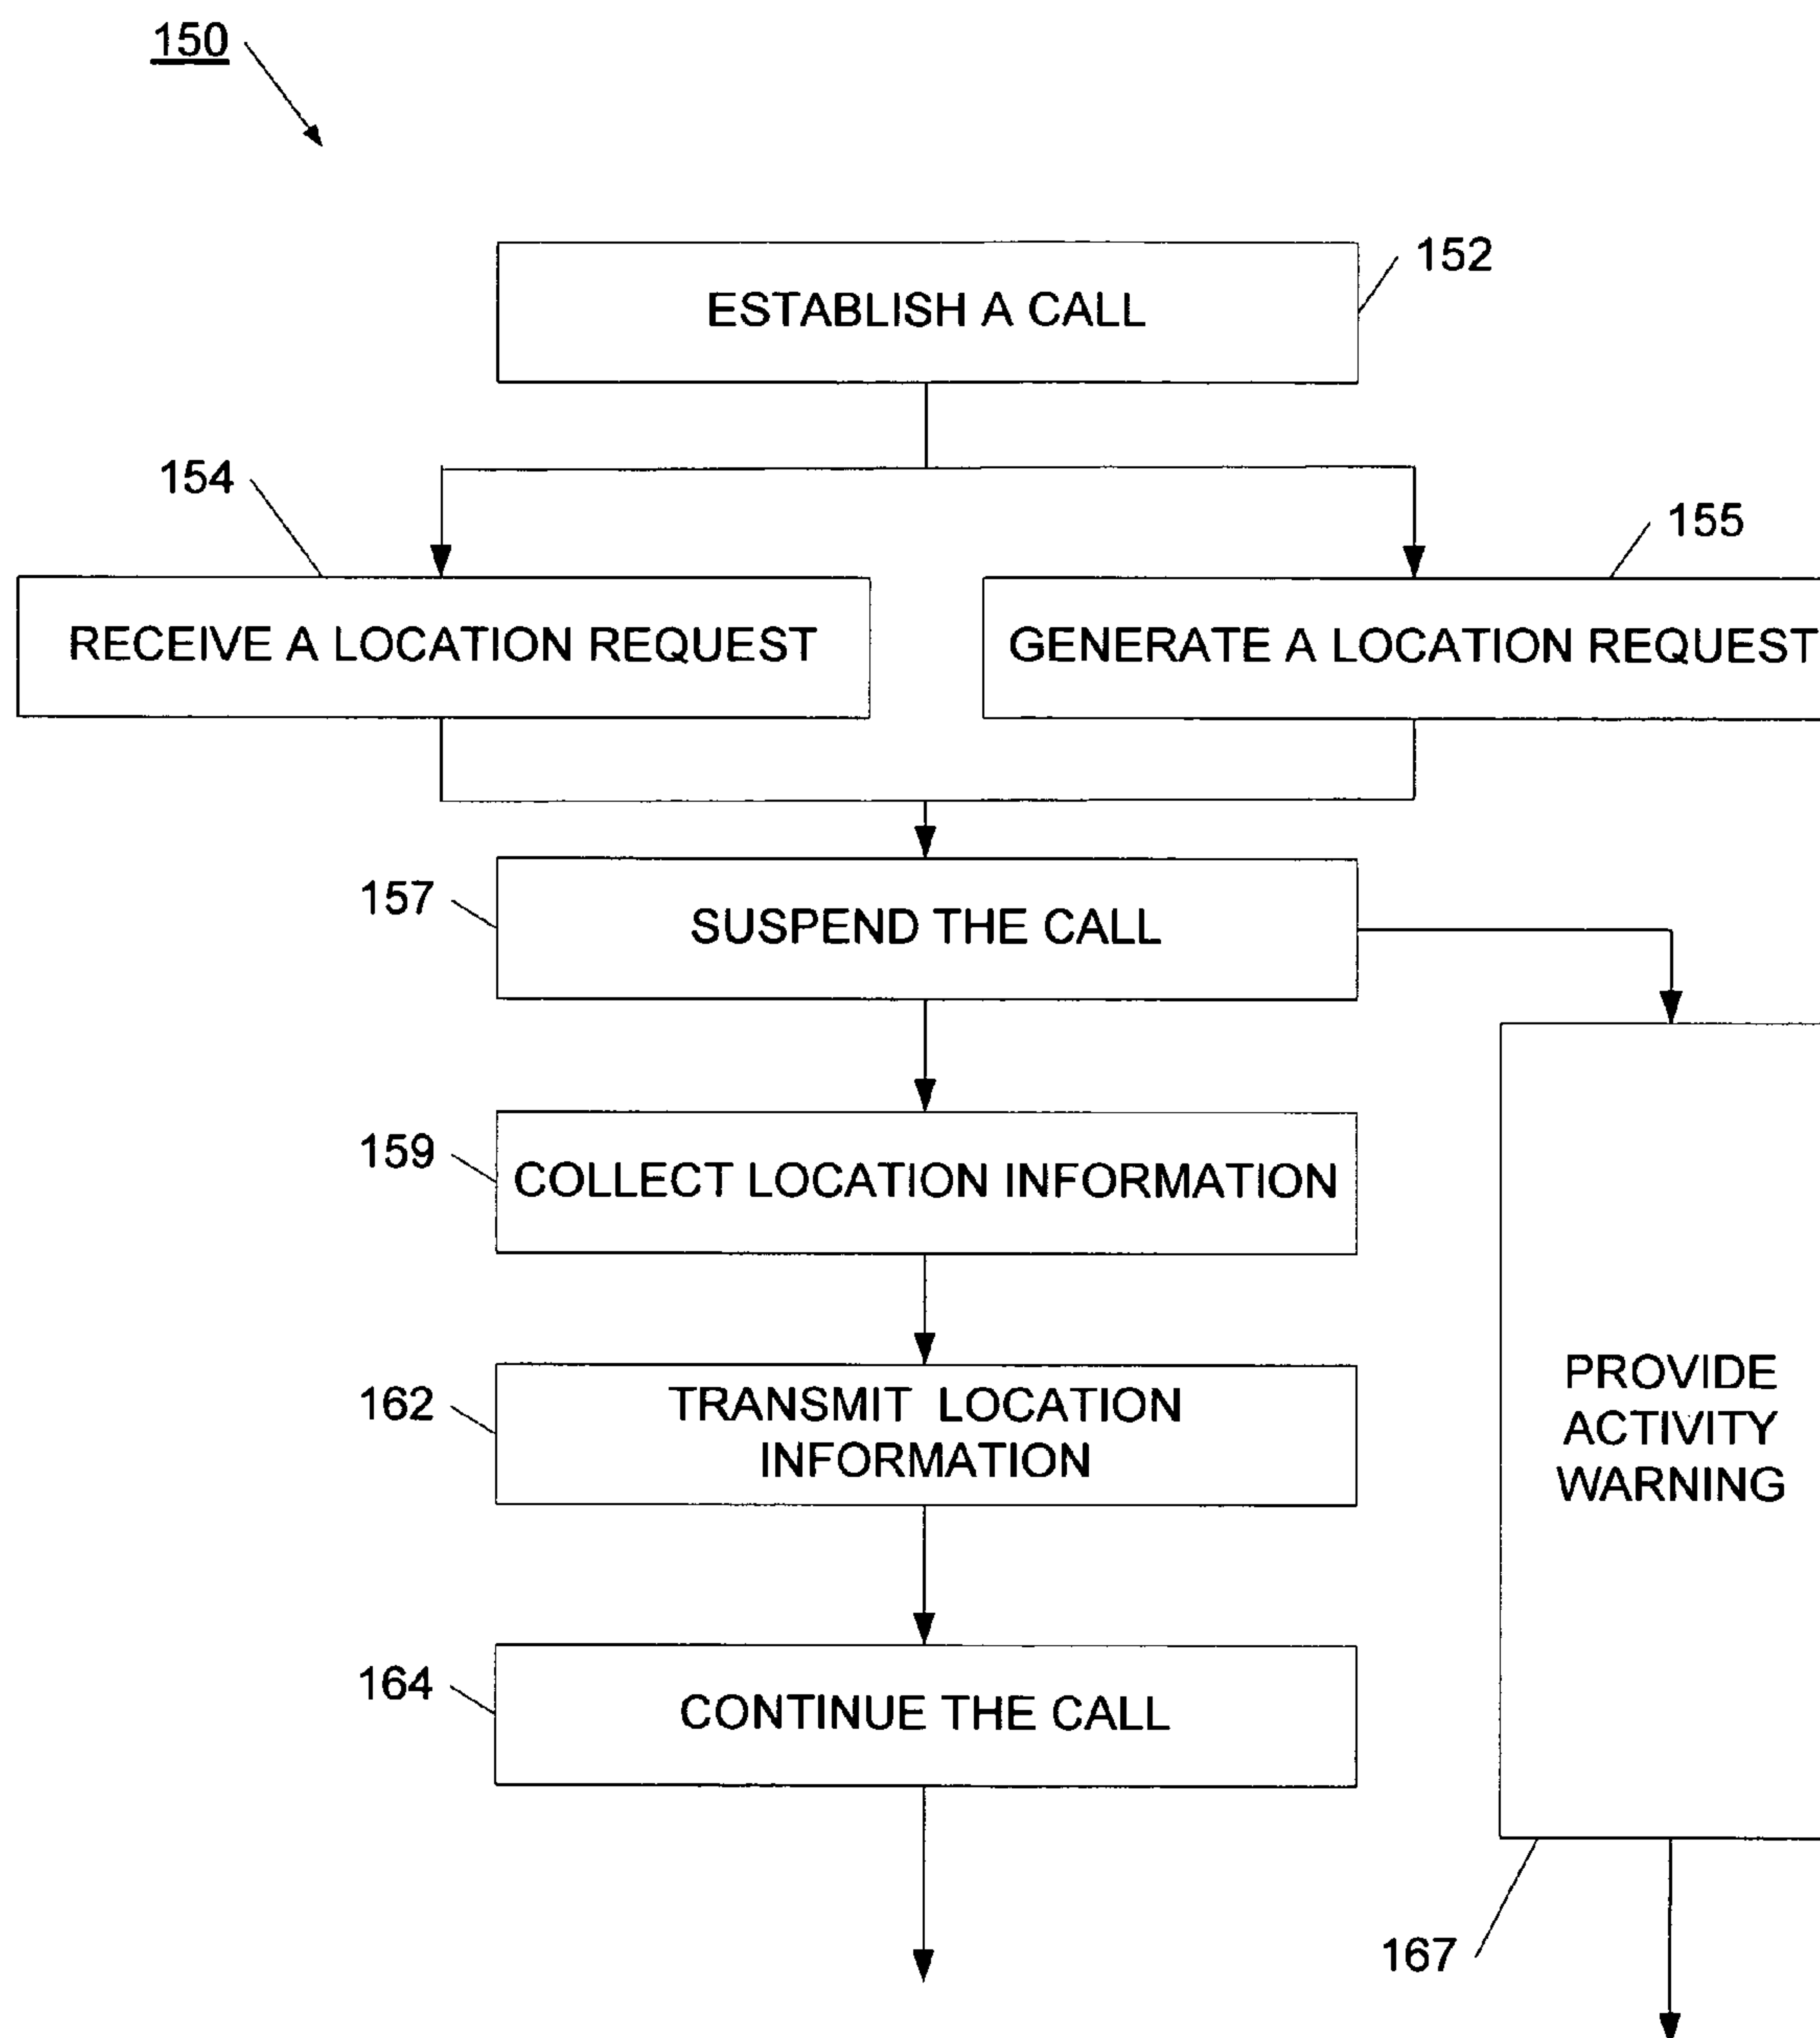 150
152
ESTABLISH A CALL
154
155
RECEIVE A LOCATION REQUEST
GENERATE A LOCATION REQUEST
157
SUSPEND THE CALL
159
COLLECT LOCATION INFORMATION
162
TRANSMIT LOCATION
INFORMATION
PROVIDE
ACTIVITY
WARNING
164
CONTINUE THE CALL
167